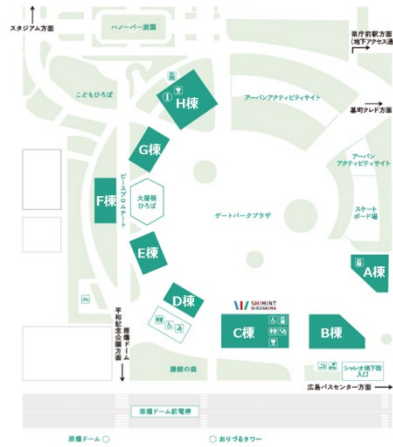 スタジアム方面
ハノーバー庭園
県庁前駅方面
(地下アクセス通
こどもひろば
H棟
アーバンアクティビティサイト
基町クレド方面
G棟
アーバン
アクティビティサイト
ピースプロムナード
大屋根
ひろば
F棟
スケート
ボード場
ゲートパークプラザ
E棟
A棟
D棟
SHIMINT
HIROSHIMA
C棟
B棟
原爆ドーム
平和記念公園方面
シャレオ地下街
入口
広島バスセンター方面
原爆ドーム前電停
原爆ドーム
おりづるタワー